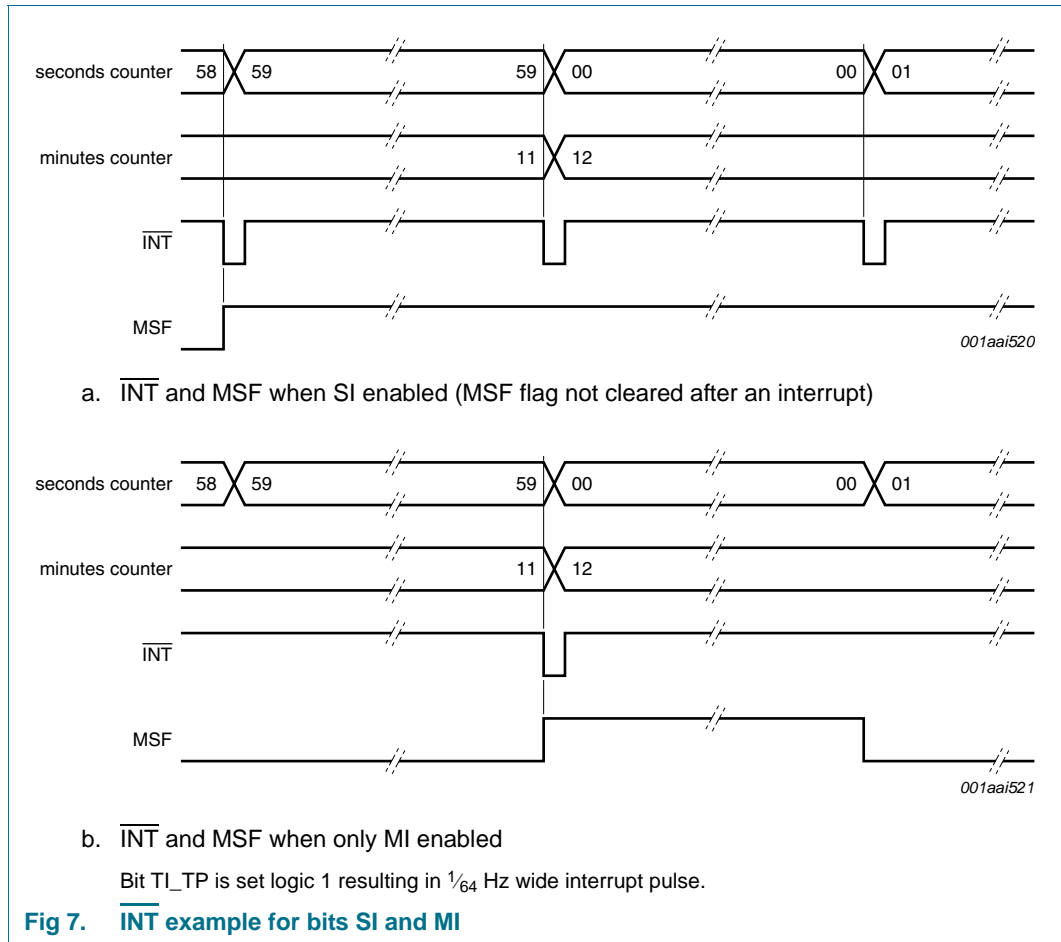 seconds counter 58 59 59 00 00 01
minutes counter 11 12
INT
MSF
001aai520
a. INT and MSF when SI enabled (MSF flag not cleared after an interrupt)
seconds counter 58 59 59 00 00 01
minutes counter 11 12
INT
MSF
001aai521
b. INT and MSF when only MI enabled
Bit TI_TP is set logic 1 resulting in 1⁄64 Hz wide interrupt pulse.
Fig 7. INT example for bits SI and MI